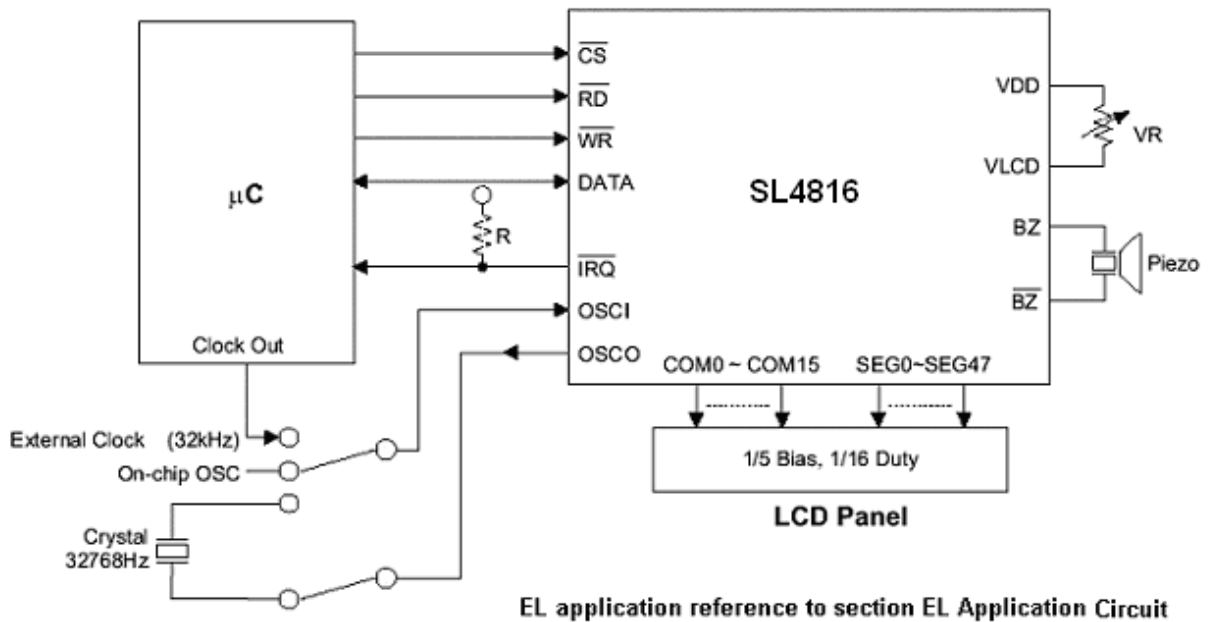 μC
Clock Out
CS
RD
WR
DATA
IRQ
OSCI
OSCO
R
SL4816
VDD
VLCD
VR
BZ
BZ
Piezo
COM0 ~ COM15
SEG0~SEG47
External Clock (32kHz)
On-chip OSC
Crystal
32768Hz
1/5 Bias, 1/16 Duty
LCD Panel
EL application reference to section EL Application Circuit